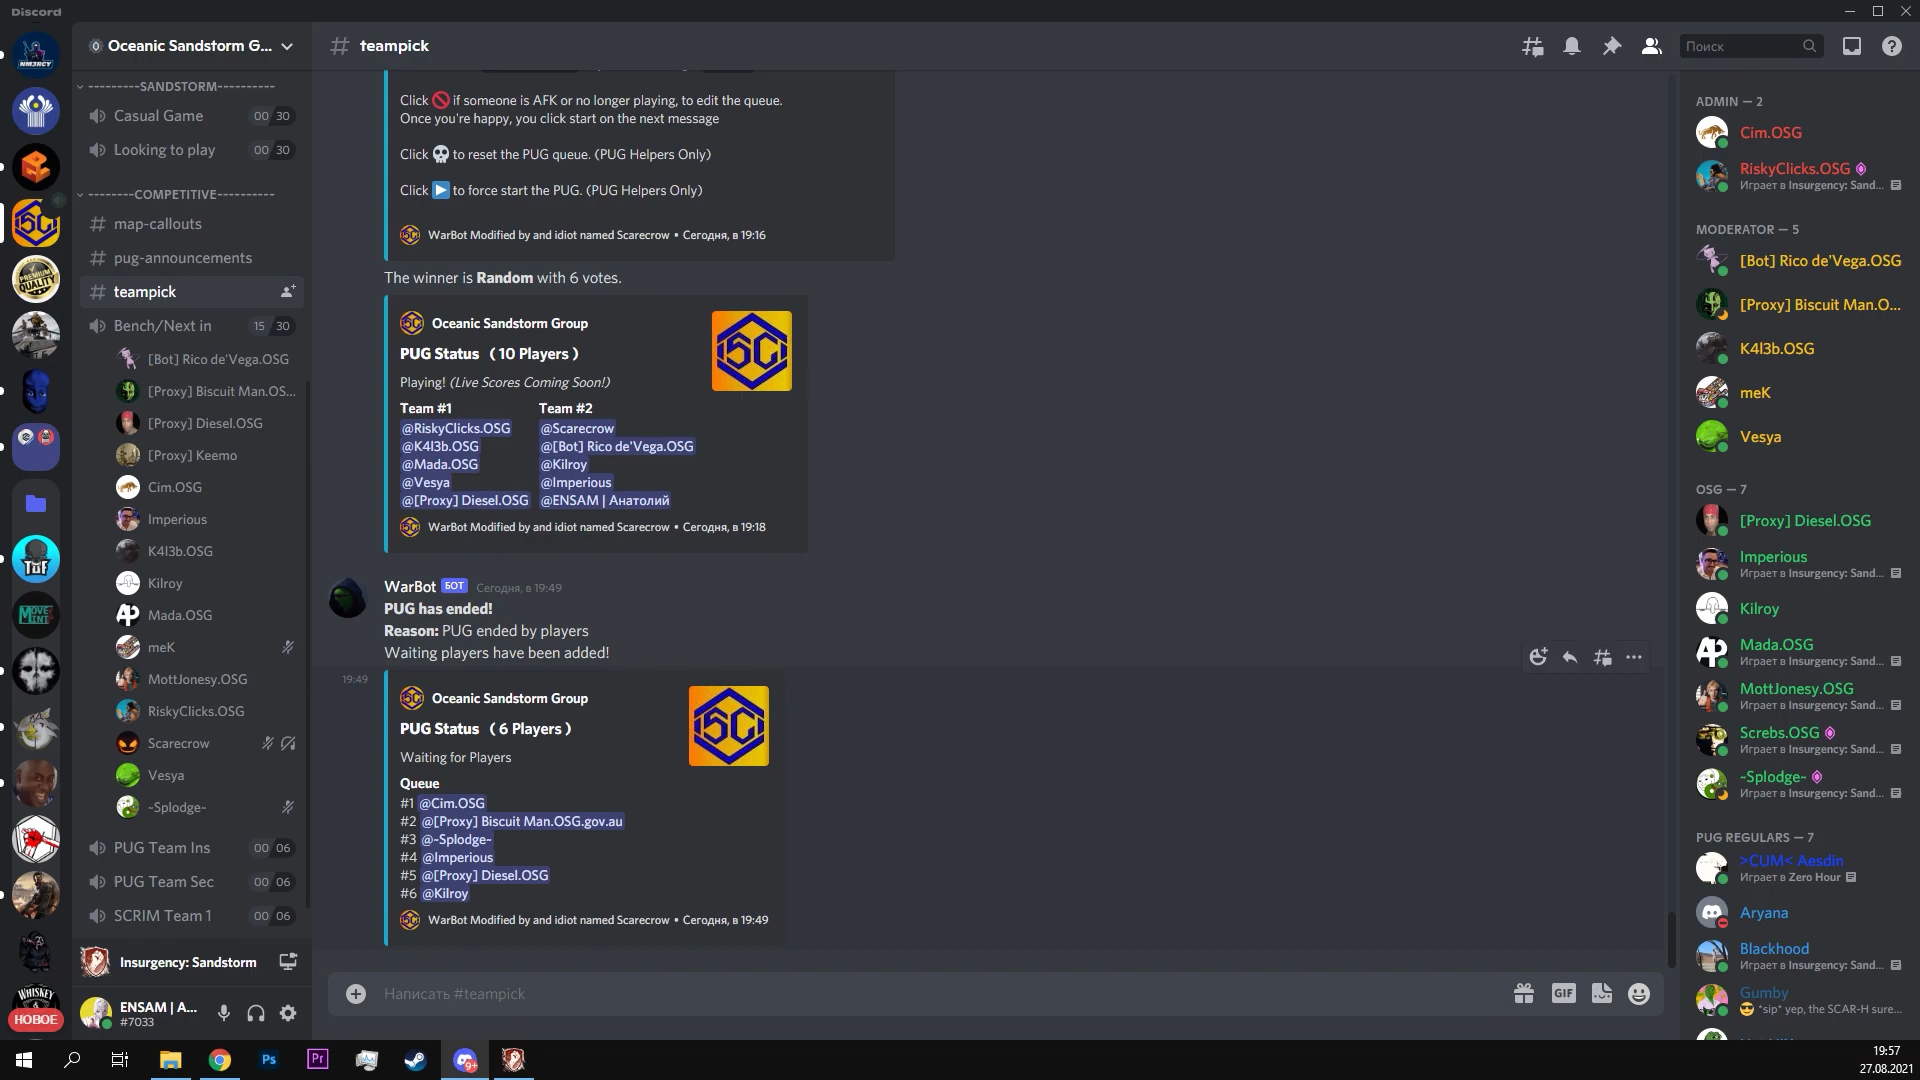 Discord
Oceanic Sandstorm G...
---------SANDSTORM----------
Casual Game 00 30
Looking to play 00 30
--------COMPETITIVE----------
map-callouts
pug-announcements
teampick
Bench/Next in 15 30
[Bot] Rico de'Vega.OSG
[Proxy] Biscuit Man.OS...
[Proxy] Diesel.OSG
[Proxy] Keemo
Cim.OSG
Imperious
K4l3b.OSG
Kilroy
Mada.OSG
meK
MottJonesy.OSG
RiskyClicks.OSG
Scarecrow
Vesya
~Splodge~
PUG Team Ins 00 06
PUG Team Sec 00 06
SCRIM Team 1 00 06
Insurgency: Sandstorm
ENSAM | A...
#7033
NMERCY
PREMIUM QUALITY
TUF
MOVEMINT
WHISKEY
НОВОЕ
# teampick
Поиск
Click 🚫 if someone is AFK or no longer playing, to edit the queue.
Once you're happy, you click start on the next message
Click 💀 to reset the PUG queue. (PUG Helpers Only)
Click ▶ to force start the PUG. (PUG Helpers Only)
WarBot Modified by and idiot named Scarecrow • Сегодня, в 19:16
The winner is Random with 6 votes.
Oceanic Sandstorm Group
PUG Status ( 10 Players )
Playing! (Live Scores Coming Soon!)
Team #1 Team #2
@RiskyClicks.OSG @Scarecrow
@K4l3b.OSG @[Bot] Rico de'Vega.OSG
@Mada.OSG @Kilroy
@Vesya @Imperious
@[Proxy] Diesel.OSG @ENSAM | Анатолий
WarBot Modified by and idiot named Scarecrow • Сегодня, в 19:18
WarBot БОТ Сегодня, в 19:49
PUG has ended!
Reason: PUG ended by players
Waiting players have been added!
19:49
Oceanic Sandstorm Group
PUG Status ( 6 Players )
Waiting for Players
Queue
#1 @Cim.OSG
#2 @[Proxy] Biscuit Man.OSG.gov.au
#3 @~Splodge~
#4 @Imperious
#5 @[Proxy] Diesel.OSG
#6 @Kilroy
WarBot Modified by and idiot named Scarecrow • Сегодня, в 19:49
Написать #teampick
GIF
ADMIN — 2
Cim.OSG
RiskyClicks.OSG
Играет в Insurgency: Sand...
MODERATOR — 5
[Bot] Rico de'Vega.OSG
[Proxy] Biscuit Man.O...
K4l3b.OSG
meK
Vesya
OSG — 7
[Proxy] Diesel.OSG
Imperious
Играет в Insurgency: Sand...
Kilroy
Mada.OSG
Играет в Insurgency: Sand...
MottJonesy.OSG
Играет в Insurgency: Sand...
Screbs.OSG
Играет в Insurgency: Sand...
~Splodge~
Играет в Insurgency: Sand...
PUG REGULARS — 7
>CUM< Aesdin
Играет в Zero Hour
Aryana
Blackhood
Играет в Insurgency: Sand...
Gumby
😎 *sip* yep, the SCAR-H sure...
Ps
Pr
9+
19:57
27.08.2021